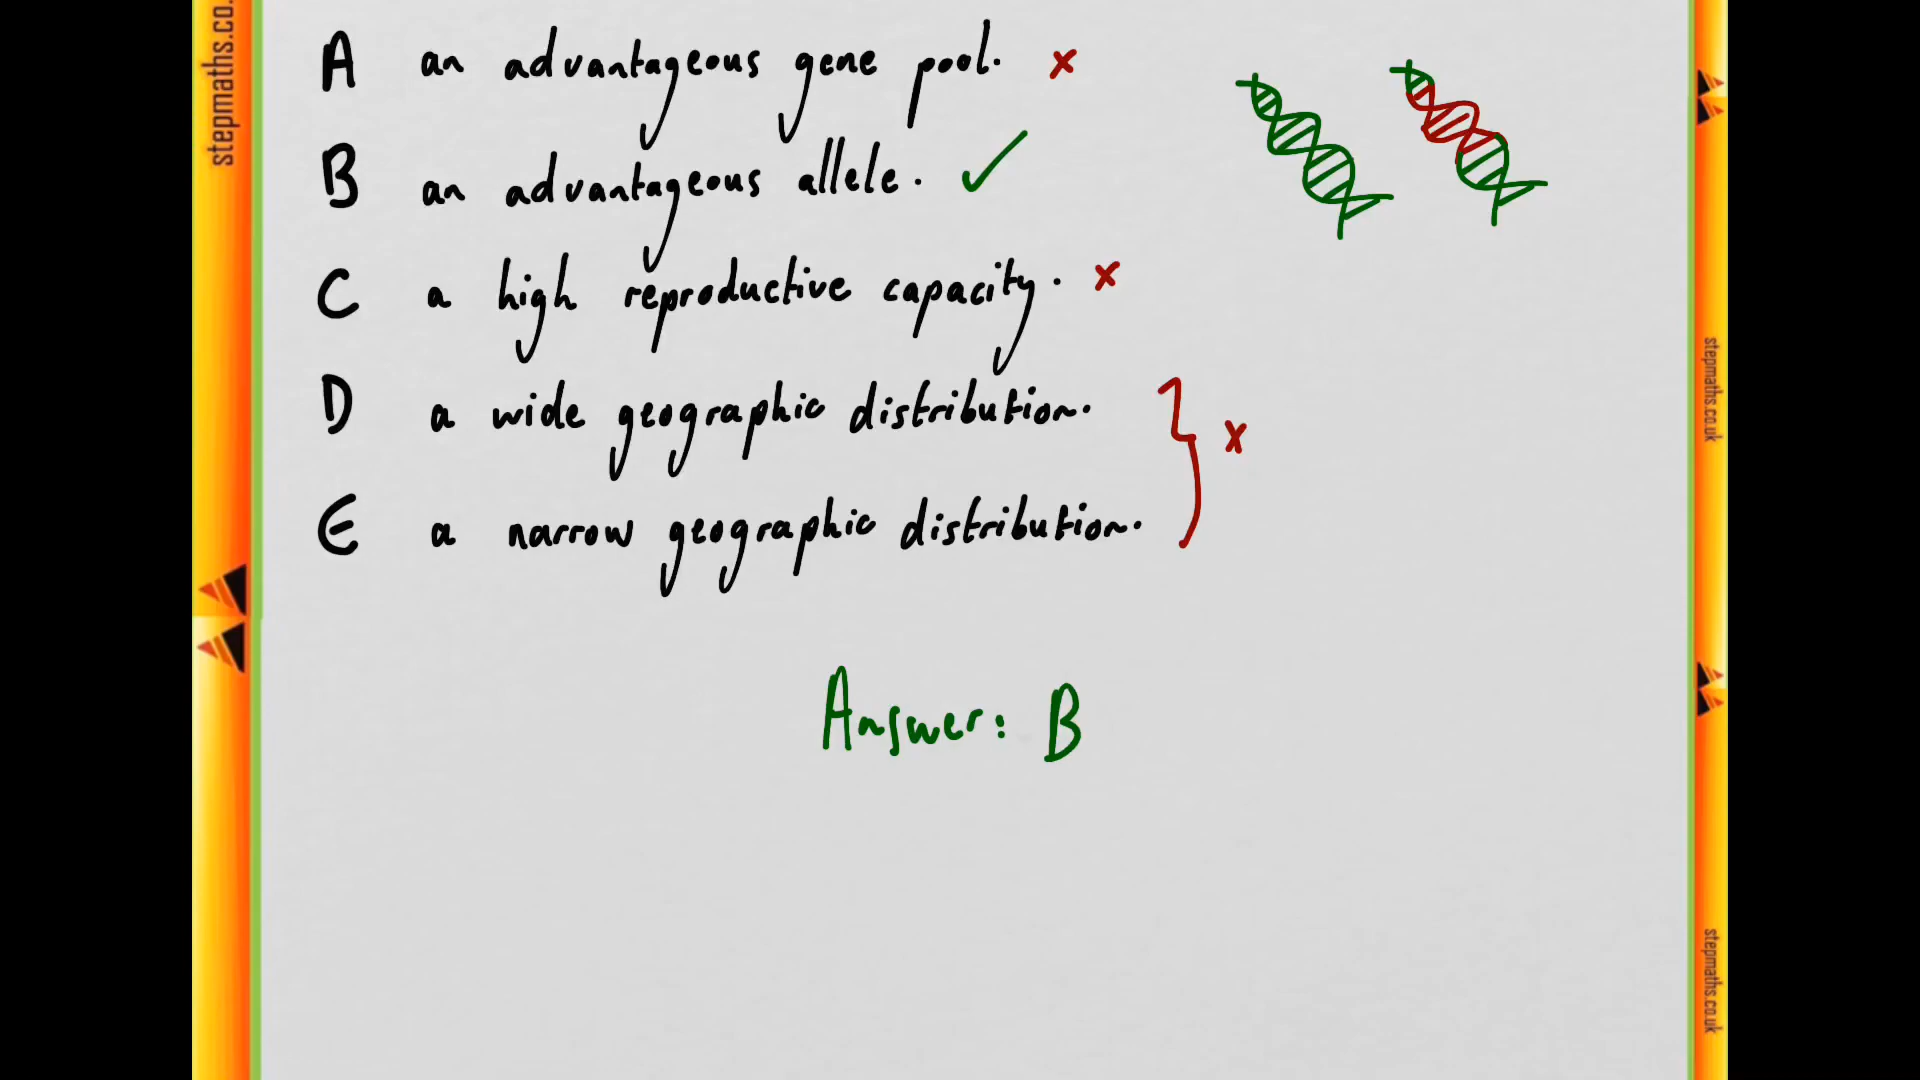 stepmaths.co.
A an advantageous gene pool. x
B an advantageous allele. ✓
C a high reproductive capacity. x
D a wide geographic distribution.
x
E a narrow geographic distribution.
Answer: B
stepmaths.co.uk
stepmaths.co.uk